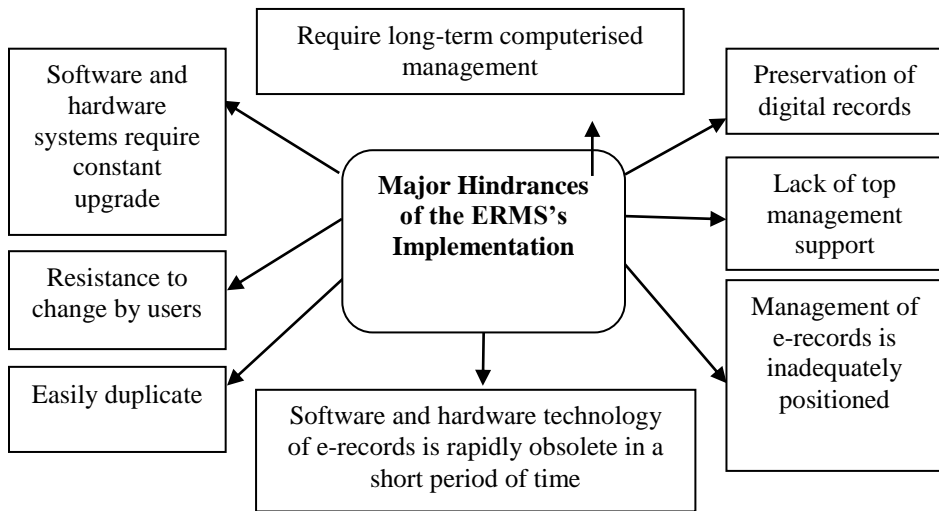 Require long-term computerised
management
Software and
hardware
systems require
constant
upgrade
Preservation of
digital records
Major Hindrances
of the ERMS’s
Implementation
Lack of top
management
support
Resistance to
change by users
Management of
e-records is
inadequately
positioned
Easily duplicate
Software and hardware technology
of e-records is rapidly obsolete in a
short period of time